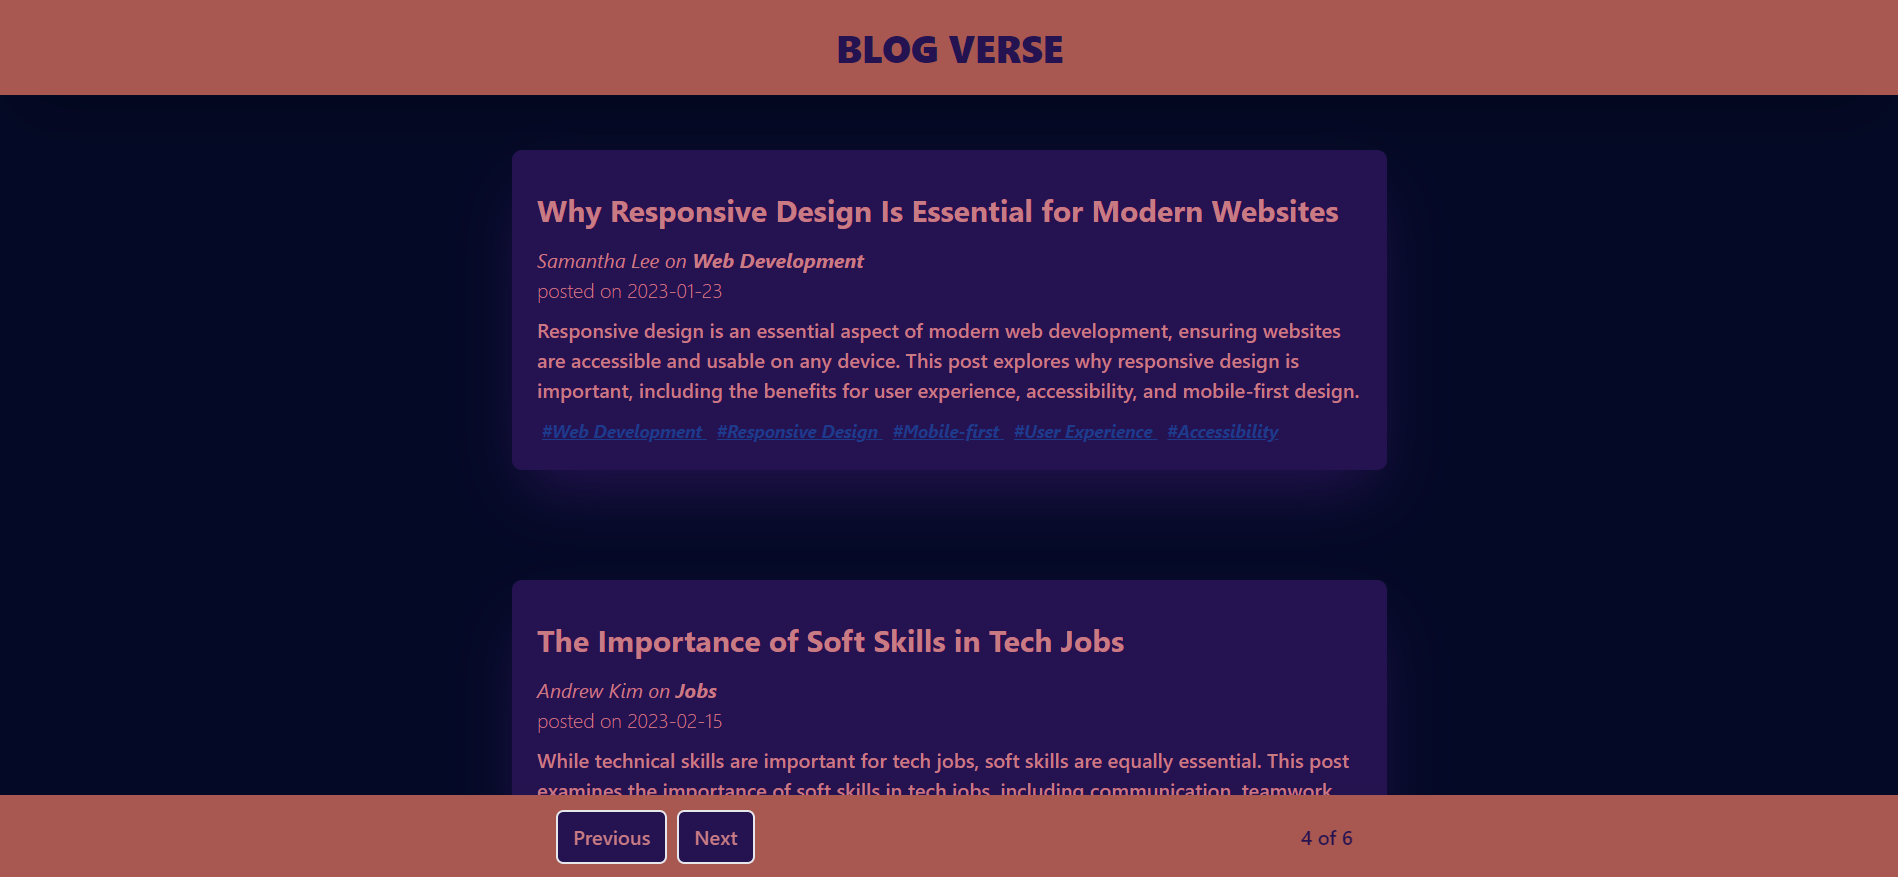 BLOG VERSE
Why Responsive Design Is Essential for Modern Websites
Samantha Lee on Web Development
posted on 2023-01-23
Responsive design is an essential aspect of modern web development, ensuring websites
are accessible and usable on any device. This post explores why responsive design is
important, including the benefits for user experience, accessibility, and mobile-first design.
#Web Development #Responsive Design #Mobile-first #User Experience #Accessibility
The Importance of Soft Skills in Tech Jobs
Andrew Kim on Jobs
posted on 2023-02-15
While technical skills are important for tech jobs, soft skills are equally essential. This post
examines the importance of soft skills in tech jobs, including communication, teamwork,
Previous Next 4 of 6